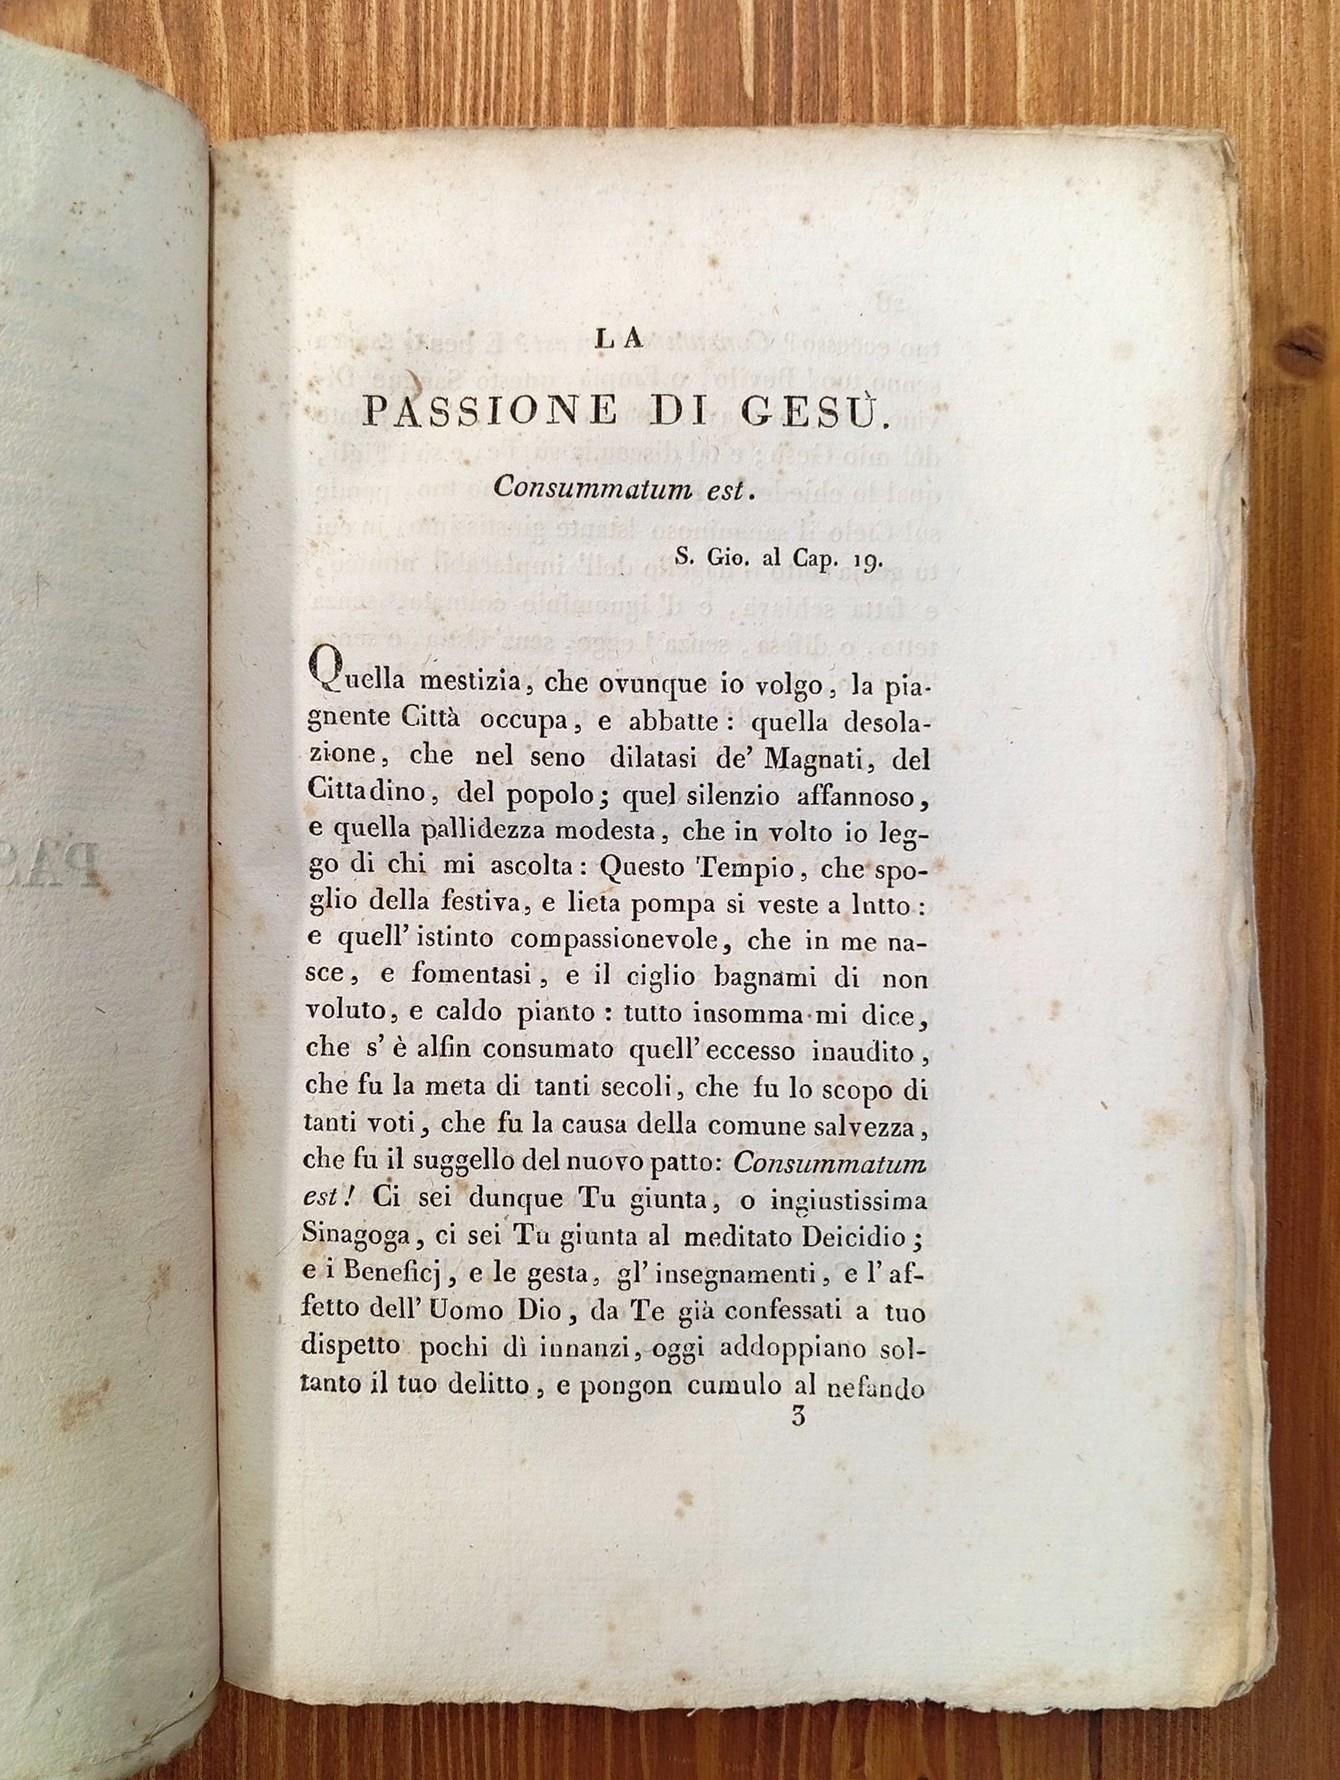 LA
PASSIONE DI GESÙ.
Consummatum est.
S. Gio. al Cap. 19.
Quella mestizia, che ovunque io volgo, la pia-
gnente Città occupa, e abbatte: quella desola-
zione, che nel seno dilatasi de' Magnati, del
Cittadino, del popolo; quel silenzio affannoso,
e quella pallidezza modesta, che in volto io leg-
go di chi mi ascolta: Questo Tempio, che spo-
glio della festiva, e lieta pompa si veste a lutto:
e quell'istinto compassionevole, che in me na-
sce, e fomentasi, e il ciglio bagnami di non
voluto, e caldo pianto: tutto insomma mi dice,
che s'è alfin consumato quell'eccesso inaudito,
che fu la meta di tanti secoli, che fu lo scopo di
tanti voti, che fu la causa della comune salvezza,
che fu il suggello del nuovo patto: Consummatum
est! Ci sei dunque Tu giunta, o ingiustissima
Sinagoga, ci sei Tu giunta al meditato Deicidio;
e i Beneficj, e le gesta, gl'insegnamenti, e l'af-
fetto dell'Uomo Dio, da Te già confessati a tuo
dispetto pochi dì innanzi, oggi addoppiano sol-
tanto il tuo delitto, e pongon cumulo al nefando
3